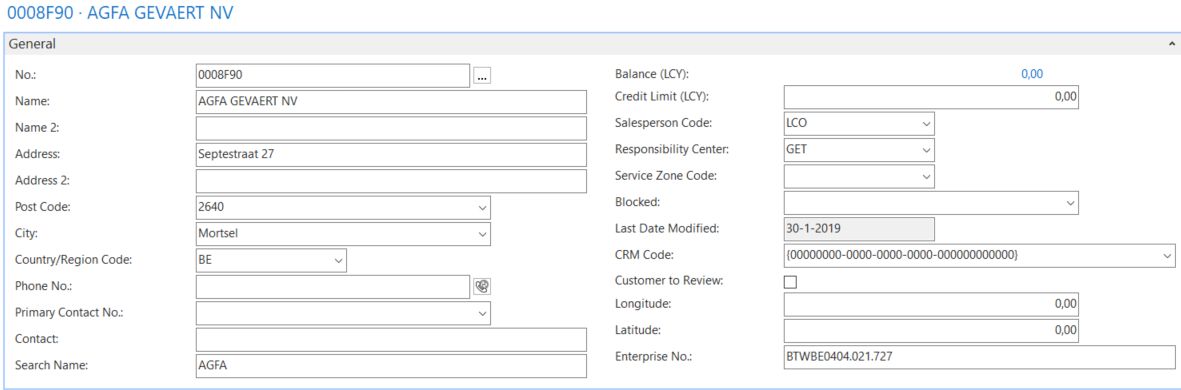 0008F90 · AGFA GEVAERT NV
General
No.: 0008F90 ...
Name: AGFA GEVAERT NV
Name 2:
Address: Septestraat 27
Address 2:
Post Code: 2640
City: Mortsel
Country/Region Code: BE
Phone No.:
Primary Contact No.:
Contact:
Search Name: AGFA
Balance (LCY): 0,00
Credit Limit (LCY): 0,00
Salesperson Code: LCO
Responsibility Center: GET
Service Zone Code:
Blocked:
Last Date Modified: 30-1-2019
CRM Code: {00000000-0000-0000-0000-000000000000}
Customer to Review:
Longitude: 0,00
Latitude: 0,00
Enterprise No.: BTWBE0404.021.727